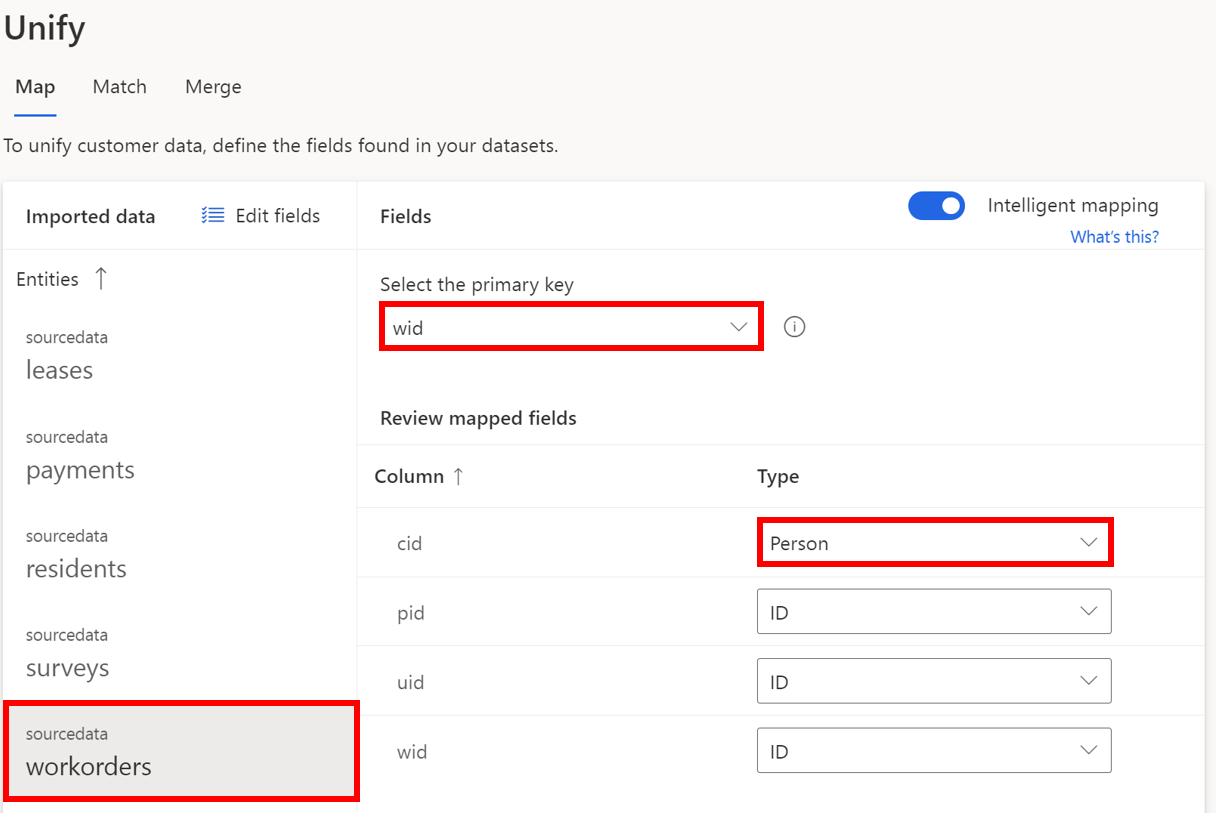 Unify
Map Match Merge
To unify customer data, define the fields found in your datasets.
Imported data Edit fields
Entities ↑
sourcedata
leases
sourcedata
payments
sourcedata
residents
sourcedata
surveys
sourcedata
workorders
Fields
Intelligent mapping
What's this?
Select the primary key
wid
Review mapped fields
Column ↑ Type
cid Person
pid ID
uid ID
wid ID